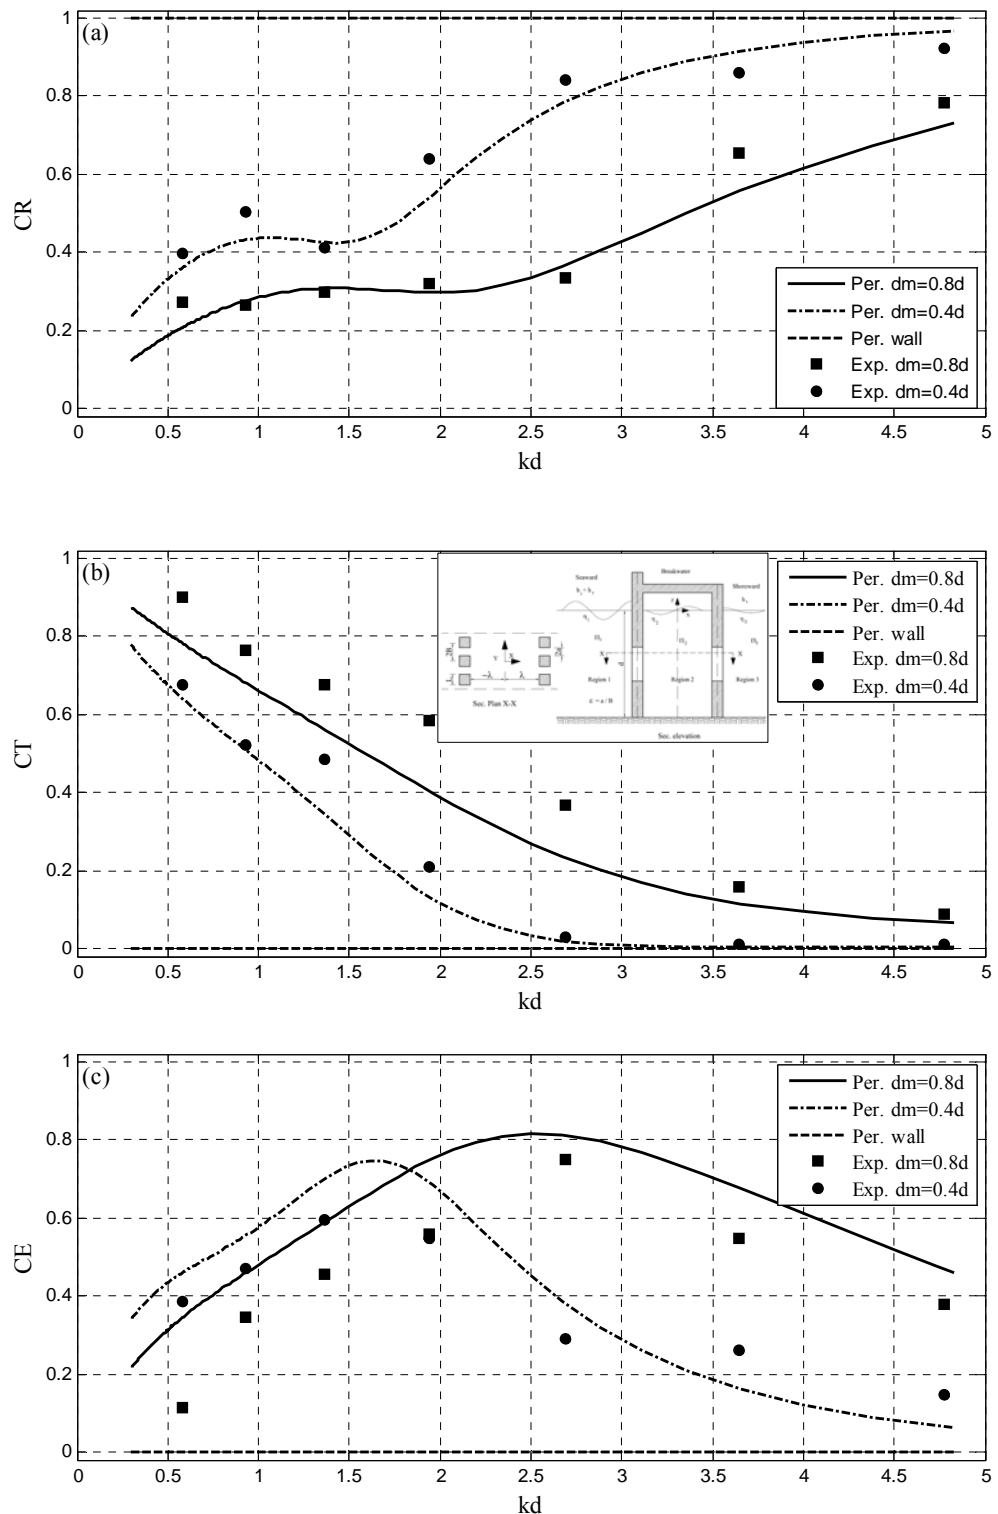 (a)
1
0.8
0.6
0.4
0.2
0
CR
0 0.5 1 1.5 2 2.5 3 3.5 4 4.5 5
kd
Per. dm=0.8d
Per. dm=0.4d
Per. wall
Exp. dm=0.8d
Exp. dm=0.4d
(b)
1
0.8
0.6
0.4
0.2
0
CT
0 0.5 1 1.5 2 2.5 3 3.5 4 4.5 5
kd
Seaward
Breakwater
Shoreward
Region 1
Region 2
Region 3
ε = a / B
Sec. Plan X-X
Sec. elevation
Per. dm=0.8d
Per. dm=0.4d
Per. wall
Exp. dm=0.8d
Exp. dm=0.4d
(c)
1
0.8
0.6
0.4
0.2
0
CE
0 0.5 1 1.5 2 2.5 3 3.5 4 4.5 5
kd
Per. dm=0.8d
Per. dm=0.4d
Per. wall
Exp. dm=0.8d
Exp. dm=0.4d